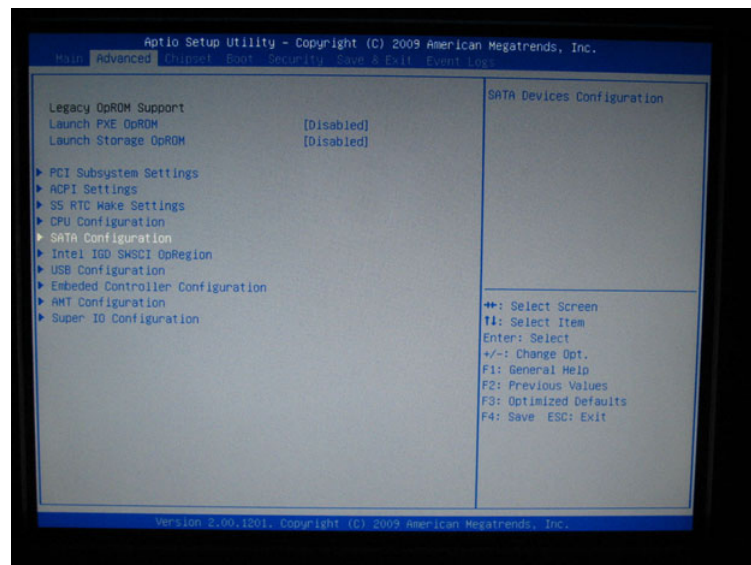 Aptio Setup Utility - Copyright (C) 2009 American Megatrends, Inc.
Main Advanced Chipset Boot Security Save & Exit Event Logs
Legacy OpROM Support
Launch PXE OpROM [Disabled]
Launch Storage OpROM [Disabled]
▶ PCI Subsystem Settings
▶ ACPI Settings
▶ S5 RTC Wake Settings
▶ CPU Configuration
▶ SATA Configuration
▶ Intel IGD SWSCI OpRegion
▶ USB Configuration
▶ Embeded Controller Configuration
▶ AMT Configuration
▶ Super IO Configuration
SATA Devices Configuration
→←: Select Screen
↑↓: Select Item
Enter: Select
+/-: Change Opt.
F1: General Help
F2: Previous Values
F3: Optimized Defaults
F4: Save ESC: Exit
Version 2.00.1201. Copyright (C) 2009 American Megatrends, Inc.